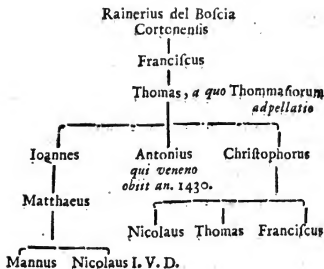 Rainerius del Boſcia
Cortonenſis
Franciſcus
Thomas, a quo Thommaſiorum
adpellatio
Ioannes Antonius Chriſtophorus
qui veneno
obiit an. 1430.
Matthaeus
Nicolaus Thomas Franciſcus
Mannus Nicolaus I. V. D.